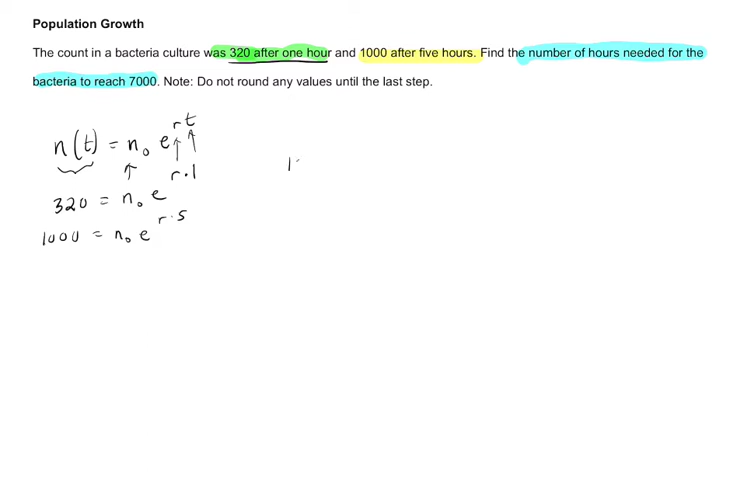 Population Growth
The count in a bacteria culture was 320 after one hour and 1000 after five hours. Find the number of hours needed for the
bacteria to reach 7000. Note: Do not round any values until the last step.
n(t) = n₀ e^(rt)
320 = n₀ e^(r·1)
1000 = n₀ e^(r·5)